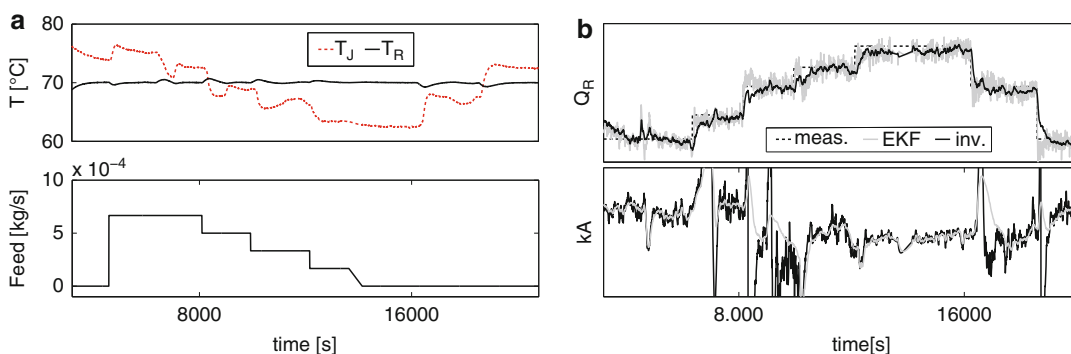 a
80
70
60
T [°C]
T_J
T_R
x 10⁻⁴
10
5
0
Feed [kg/s]
8000
16000
time [s]
b
Q_R
meas.
EKF
inv.
kA
8.000
16000
time[s]